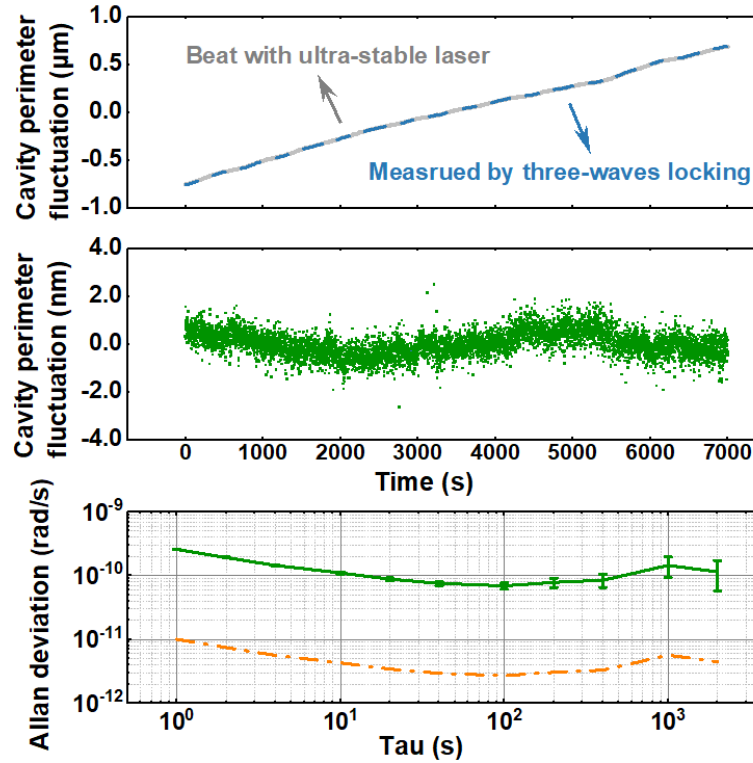 Cavity perimeter
fluctuation (μm)
1.0
0.5
0.0
-0.5
-1.0
Beat with ultra-stable laser
Measrued by three-waves locking
Cavity perimeter
fluctuation (nm)
4.0
2.0
0.0
-2.0
-4.0
0 1000 2000 3000 4000 5000 6000 7000
Time (s)
Allan deviation (rad/s)
10⁻⁹
10⁻¹⁰
10⁻¹¹
10⁻¹²
10⁰ 10¹ 10² 10³
Tau (s)